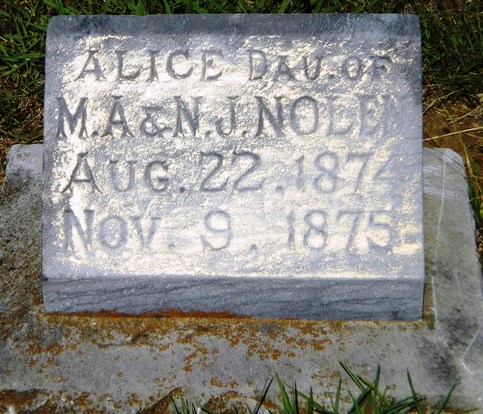 ALICE DAU. OF
M. A & N. J. NOLEN
AUG. 22. 1874
NOV. 9, 1875